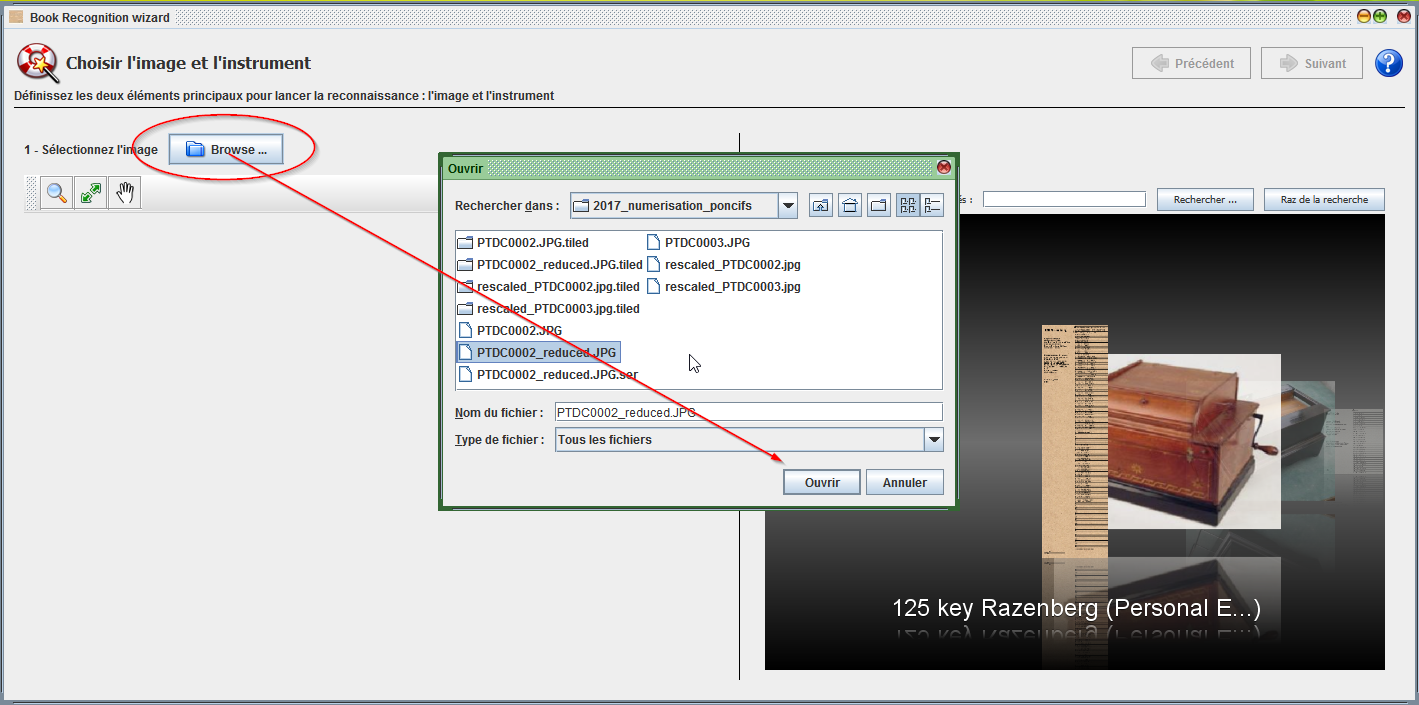 Book Recognition wizard
Choisir l'image et l'instrument
Précédent
Suivant
?
Définissez les deux éléments principaux pour lancer la reconnaissance : l'image et l'instrument
1 - Sélectionnez l'image
Browse ...
Ouvrir
Rechercher dans :
2017_numerisation_poncifs
és :
Rechercher ...
Raz de la recherche
PTDC0002.JPG.tiled
PTDC0003.JPG
PTDC0002_reduced.JPG.tiled
rescaled_PTDC0002.jpg
rescaled_PTDC0002.jpg.tiled
rescaled_PTDC0003.jpg
rescaled_PTDC0003.jpg.tiled
PTDC0002.JPG
PTDC0002_reduced.JPG
PTDC0002_reduced.JPG.ser
Nom du fichier :
PTDC0002_reduced.JPG
Type de fichier :
Tous les fichiers
Ouvrir
Annuler
125 key Razenberg (Personal E...)